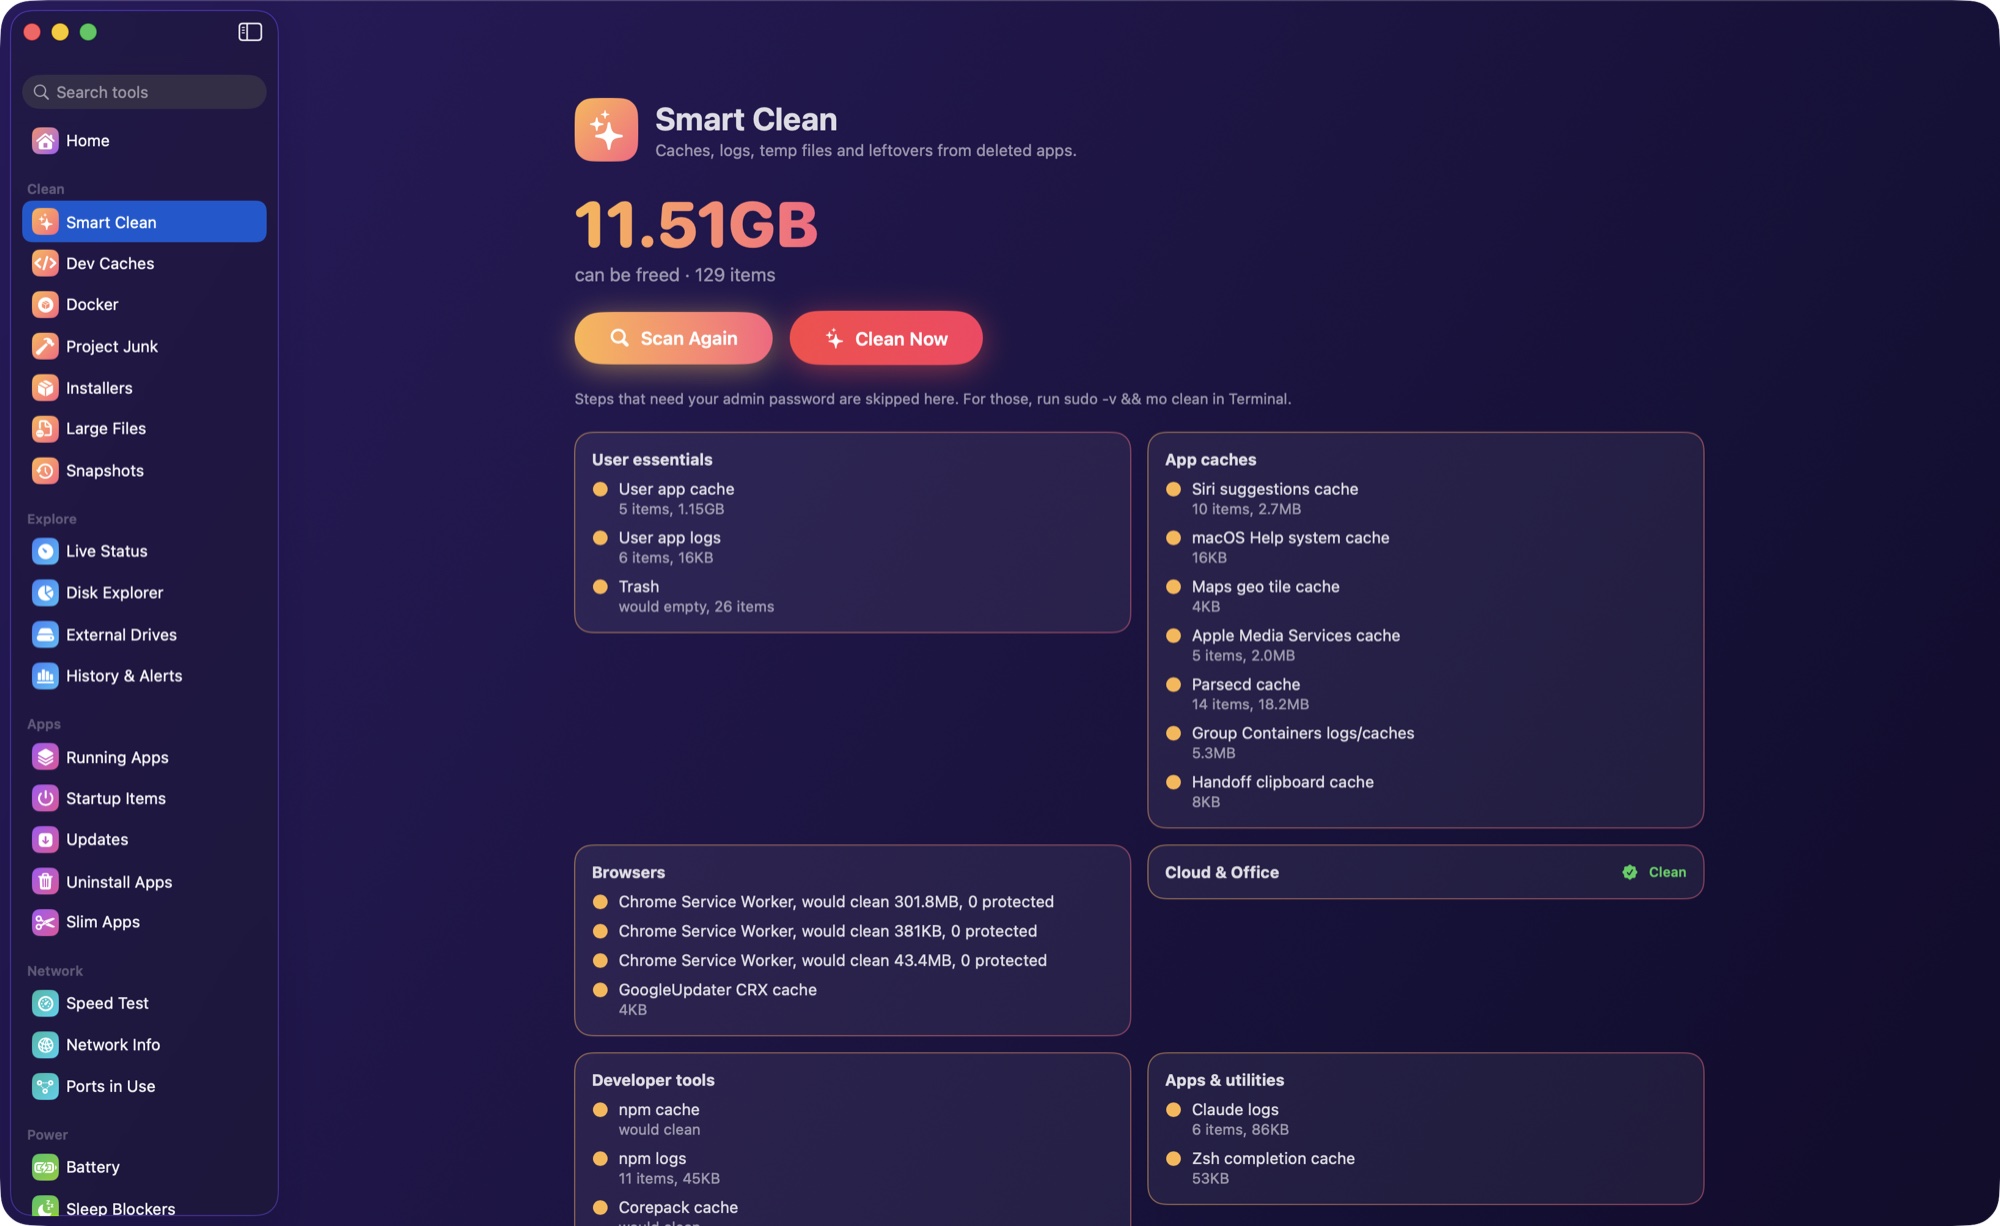 Search tools
Home
Clean
Smart Clean
Dev Caches
Docker
Project Junk
Installers
Large Files
Snapshots
Explore
Live Status
Disk Explorer
External Drives
History & Alerts
Apps
Running Apps
Startup Items
Updates
Uninstall Apps
Slim Apps
Network
Speed Test
Network Info
Ports in Use
Power
Battery
Sleep Blockers
Smart Clean
Caches, logs, temp files and leftovers from deleted apps.
11.51GB
can be freed · 129 items
Scan Again
Clean Now
Steps that need your admin password are skipped here. For those, run sudo -v && mo clean in Terminal.
User essentials
User app cache
5 items, 1.15GB
User app logs
6 items, 16KB
Trash
would empty, 26 items
App caches
Siri suggestions cache
10 items, 2.7MB
macOS Help system cache
16KB
Maps geo tile cache
4KB
Apple Media Services cache
5 items, 2.0MB
Parsecd cache
14 items, 18.2MB
Group Containers logs/caches
5.3MB
Handoff clipboard cache
8KB
Browsers
Chrome Service Worker, would clean 301.8MB, 0 protected
Chrome Service Worker, would clean 381KB, 0 protected
Chrome Service Worker, would clean 43.4MB, 0 protected
GoogleUpdater CRX cache
4KB
Cloud & Office
Clean
Developer tools
npm cache
would clean
npm logs
11 items, 45KB
Corepack cache
Apps & utilities
Claude logs
6 items, 86KB
Zsh completion cache
53KB